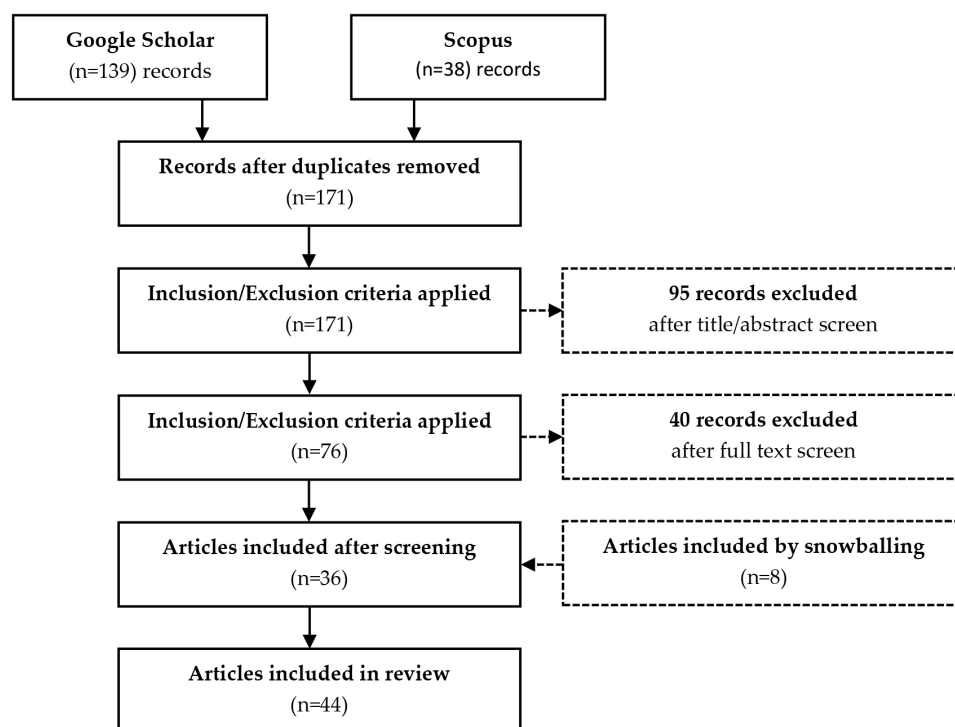 Google Scholar
(n=139) records
Scopus
(n=38) records
Records after duplicates removed
(n=171)
Inclusion/Exclusion criteria applied
(n=171)
95 records excluded
after title/abstract screen
Inclusion/Exclusion criteria applied
(n=76)
40 records excluded
after full text screen
Articles included after screening
(n=36)
Articles included by snowballing
(n=8)
Articles included in review
(n=44)